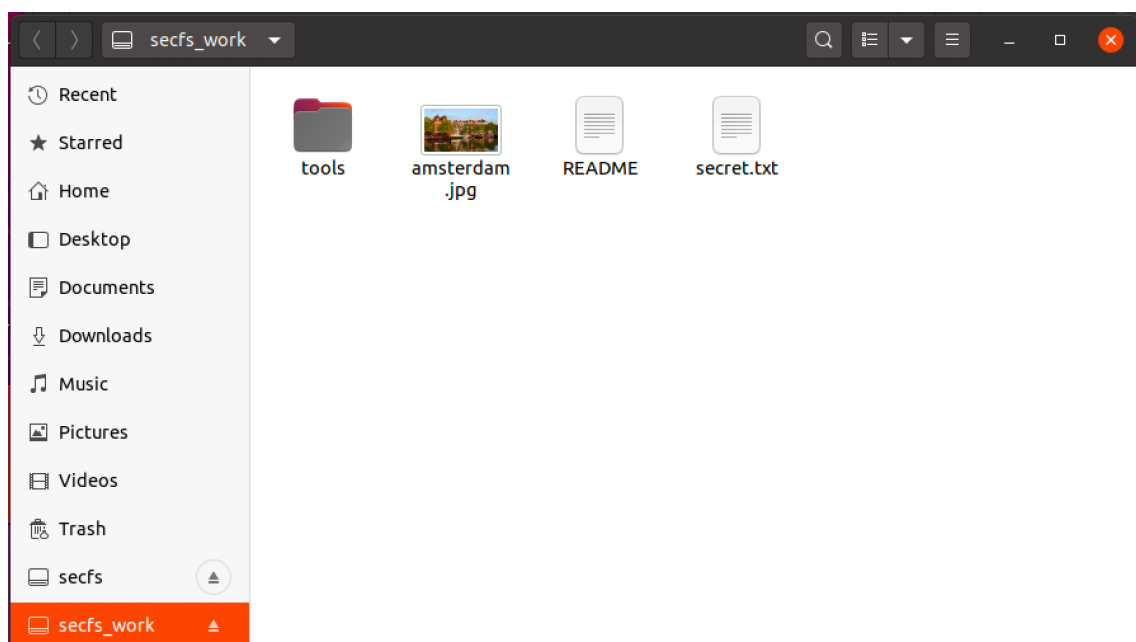 secfs_work
Recent
Starred
Home
Desktop
Documents
Downloads
Music
Pictures
Videos
Trash
secfs
secfs_work
tools
amsterdam
.jpg
README
secret.txt